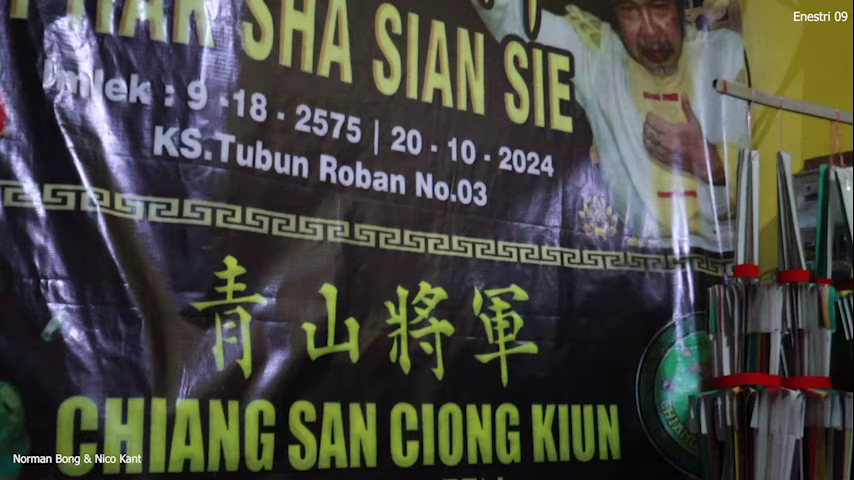 Enestri 09
SHA SIAN SIE
Imlek : 9 -18 - 2575 | 20 - 10 - 2024
KS.Tubun Roban No.03
青山將軍
CHIANG SAN CIONG KIUN
Norman Bong & Nico Kant